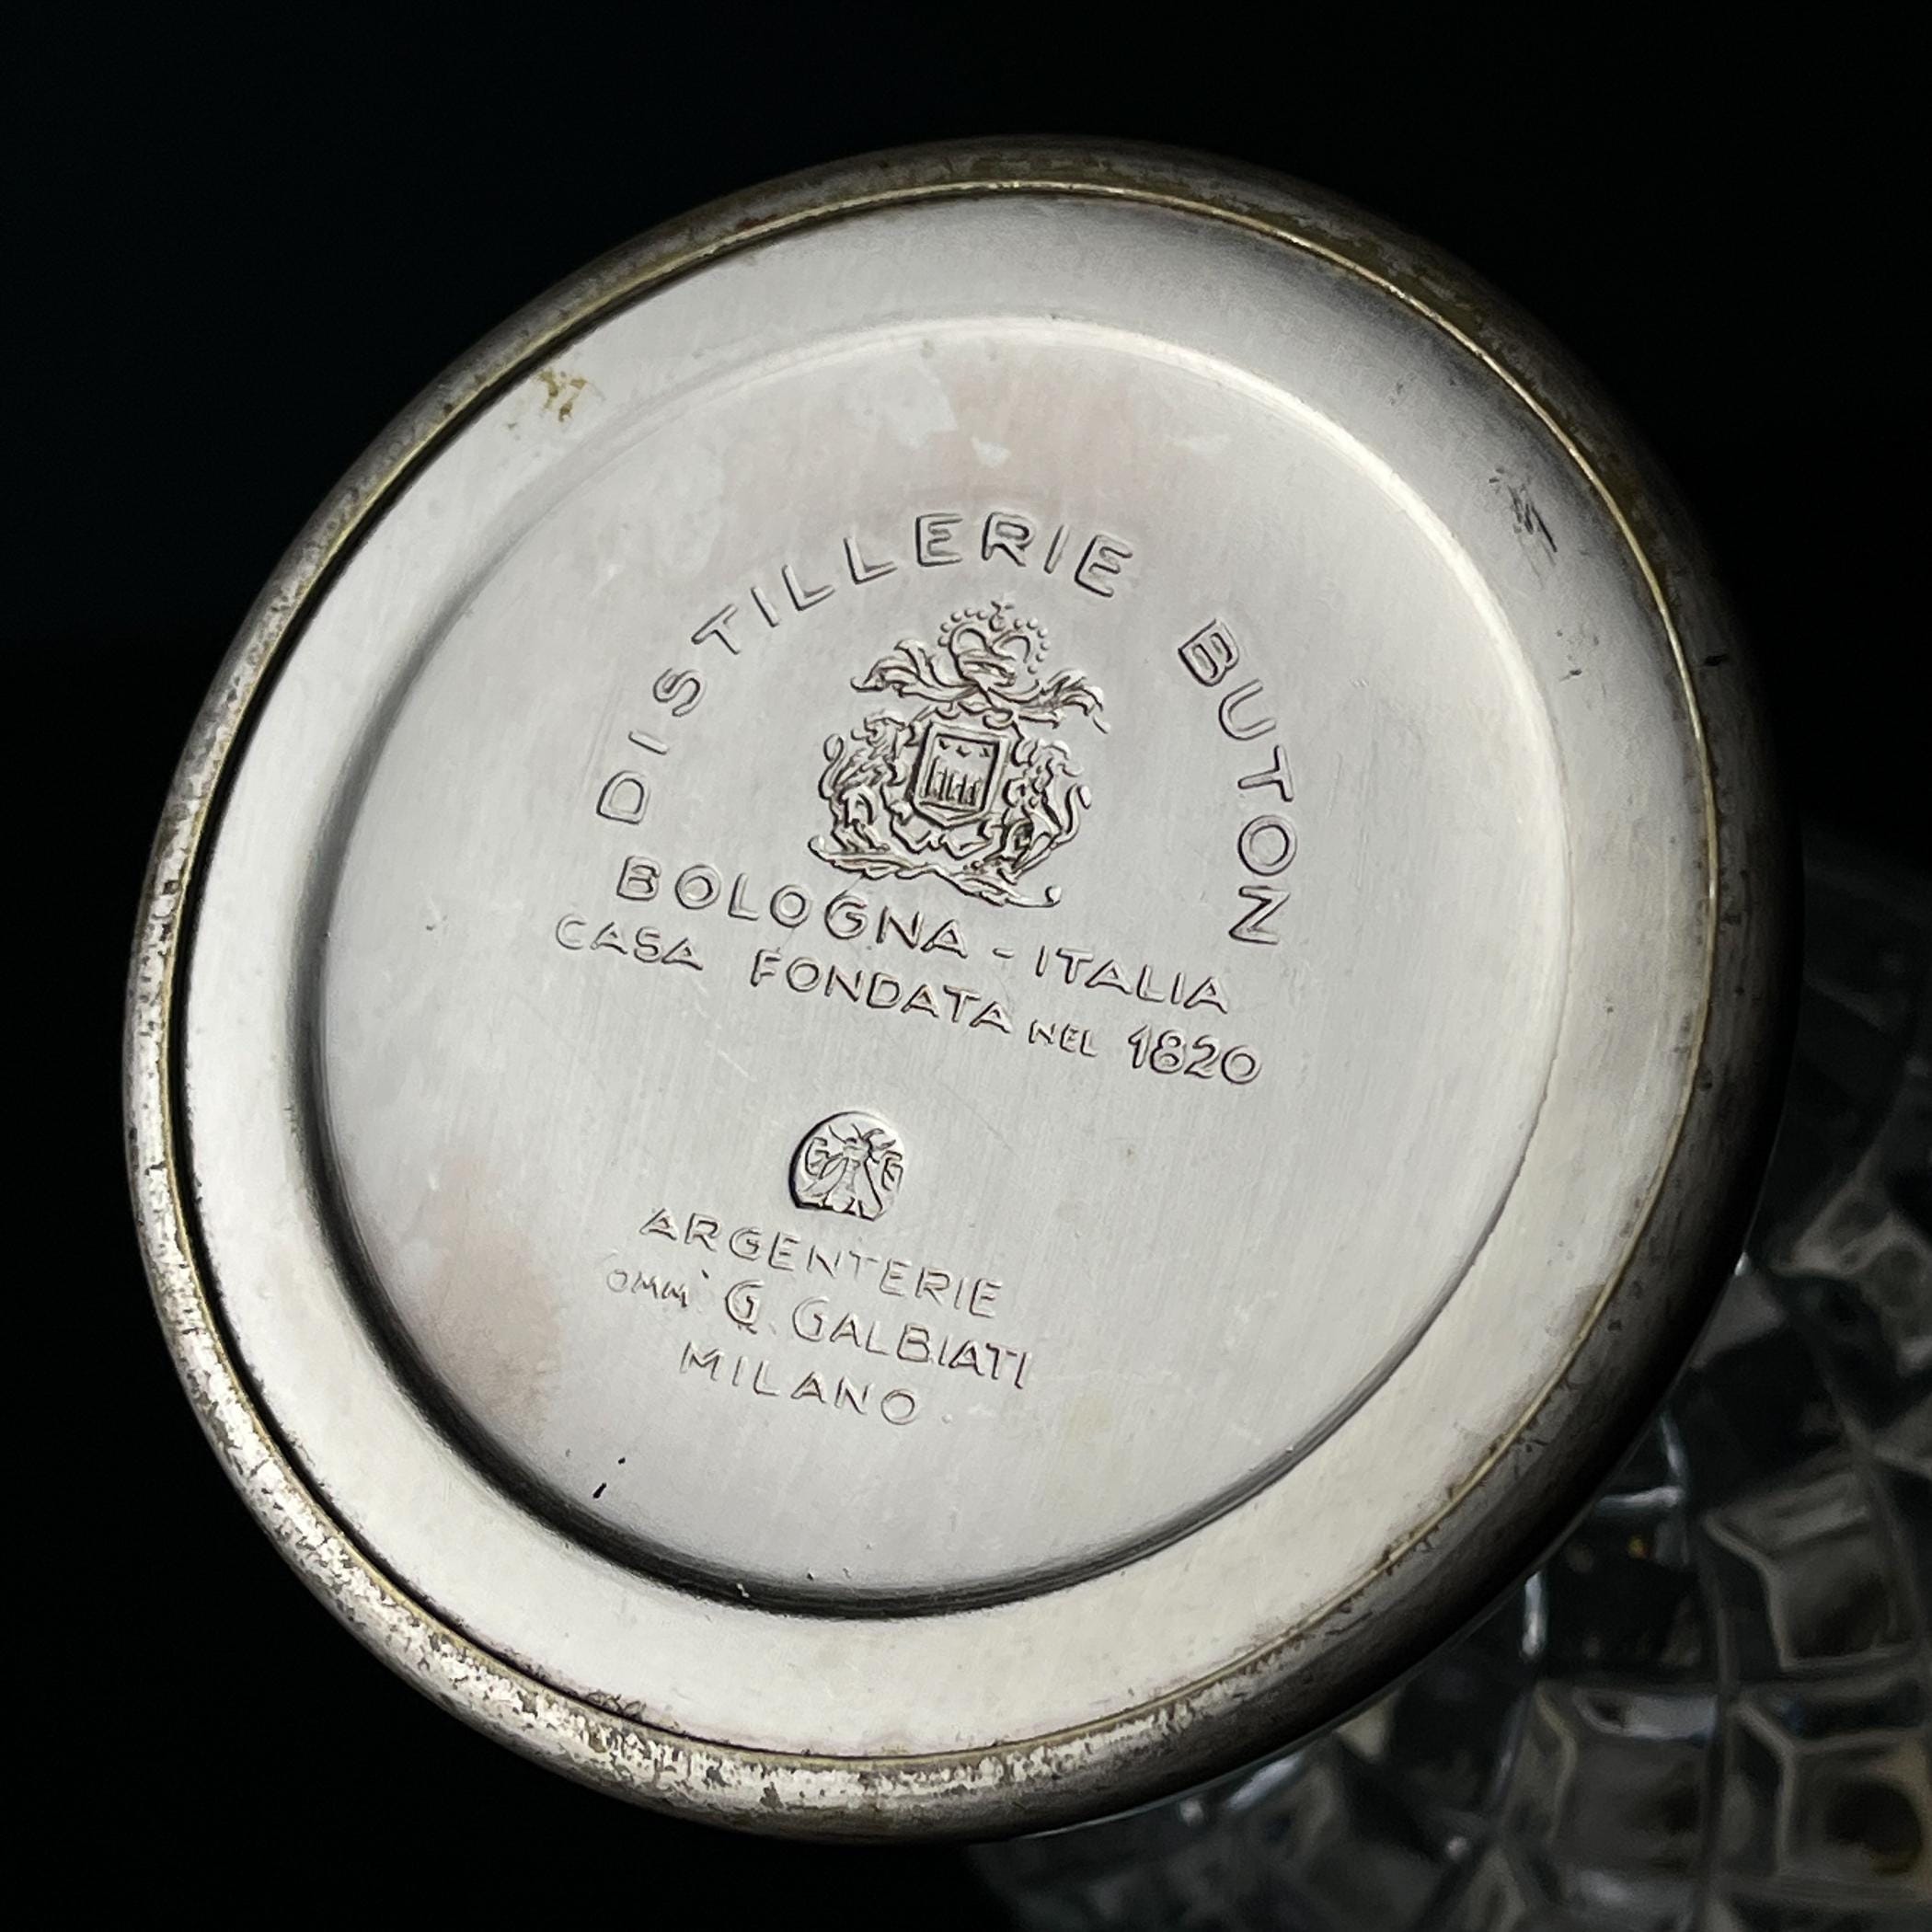 DISTILLERIE BUTON
BOLOGNA - ITALIA
CASA FONDATA NEL 1820
G G
ARGENTERIE
OMM. G. GALBIATI
MILANO